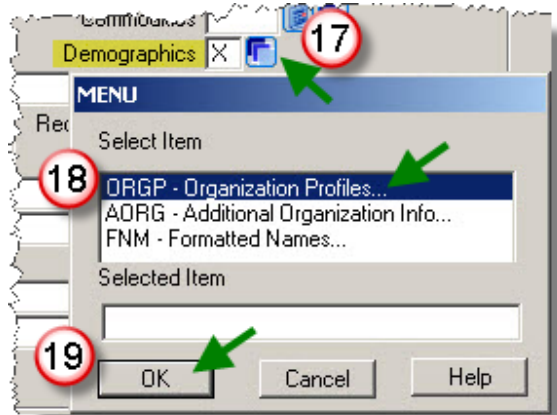 Commodities
17
Demographics X
MENU
Select Item
18
ORGP - Organization Profiles...
AORG - Additional Organization Info...
FNM - Formatted Names...
Selected Item
19
OK Cancel Help